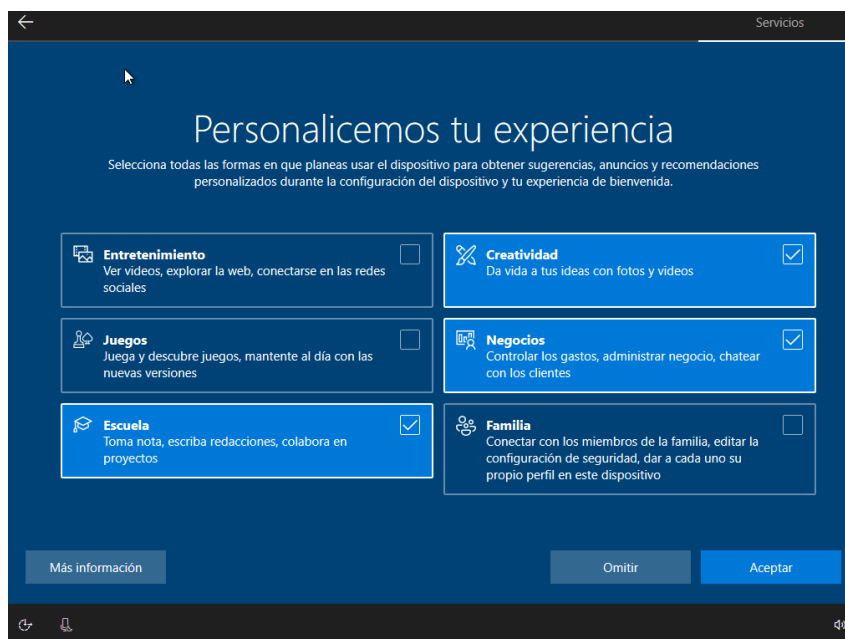 Servicios
Personalicemos tu experiencia
Selecciona todas las formas en que planeas usar el dispositivo para obtener sugerencias, anuncios y recomendaciones
personalizados durante la configuración del dispositivo y tu experiencia de bienvenida.
Entretenimiento
Ver videos, explorar la web, conectarse en las redes
sociales
Creatividad
Da vida a tus ideas con fotos y videos
Juegos
Juega y descubre juegos, mantente al día con las
nuevas versiones
Negocios
Controlar los gastos, administrar negocio, chatear
con los clientes
Escuela
Toma nota, escriba redacciones, colabora en
proyectos
Familia
Conectar con los miembros de la familia, editar la
configuración de seguridad, dar a cada uno su
propio perfil en este dispositivo
Más información
Omitir
Aceptar